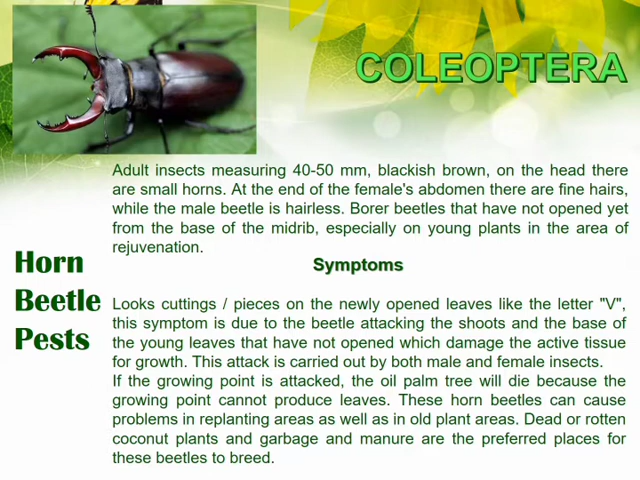 COLEOPTERA
Adult insects measuring 40-50 mm, blackish brown, on the head there
are small horns. At the end of the female's abdomen there are fine hairs,
while the male beetle is hairless. Borer beetles that have not opened yet
from the base of the midrib, especially on young plants in the area of
rejuvenation.
Horn
Beetle
Pests
Symptoms
Looks cuttings / pieces on the newly opened leaves like the letter "V",
this symptom is due to the beetle attacking the shoots and the base of
the young leaves that have not opened which damage the active tissue
for growth. This attack is carried out by both male and female insects.
If the growing point is attacked, the oil palm tree will die because the
growing point cannot produce leaves. These horn beetles can cause
problems in replanting areas as well as in old plant areas. Dead or rotten
coconut plants and garbage and manure are the preferred places for
these beetles to breed.